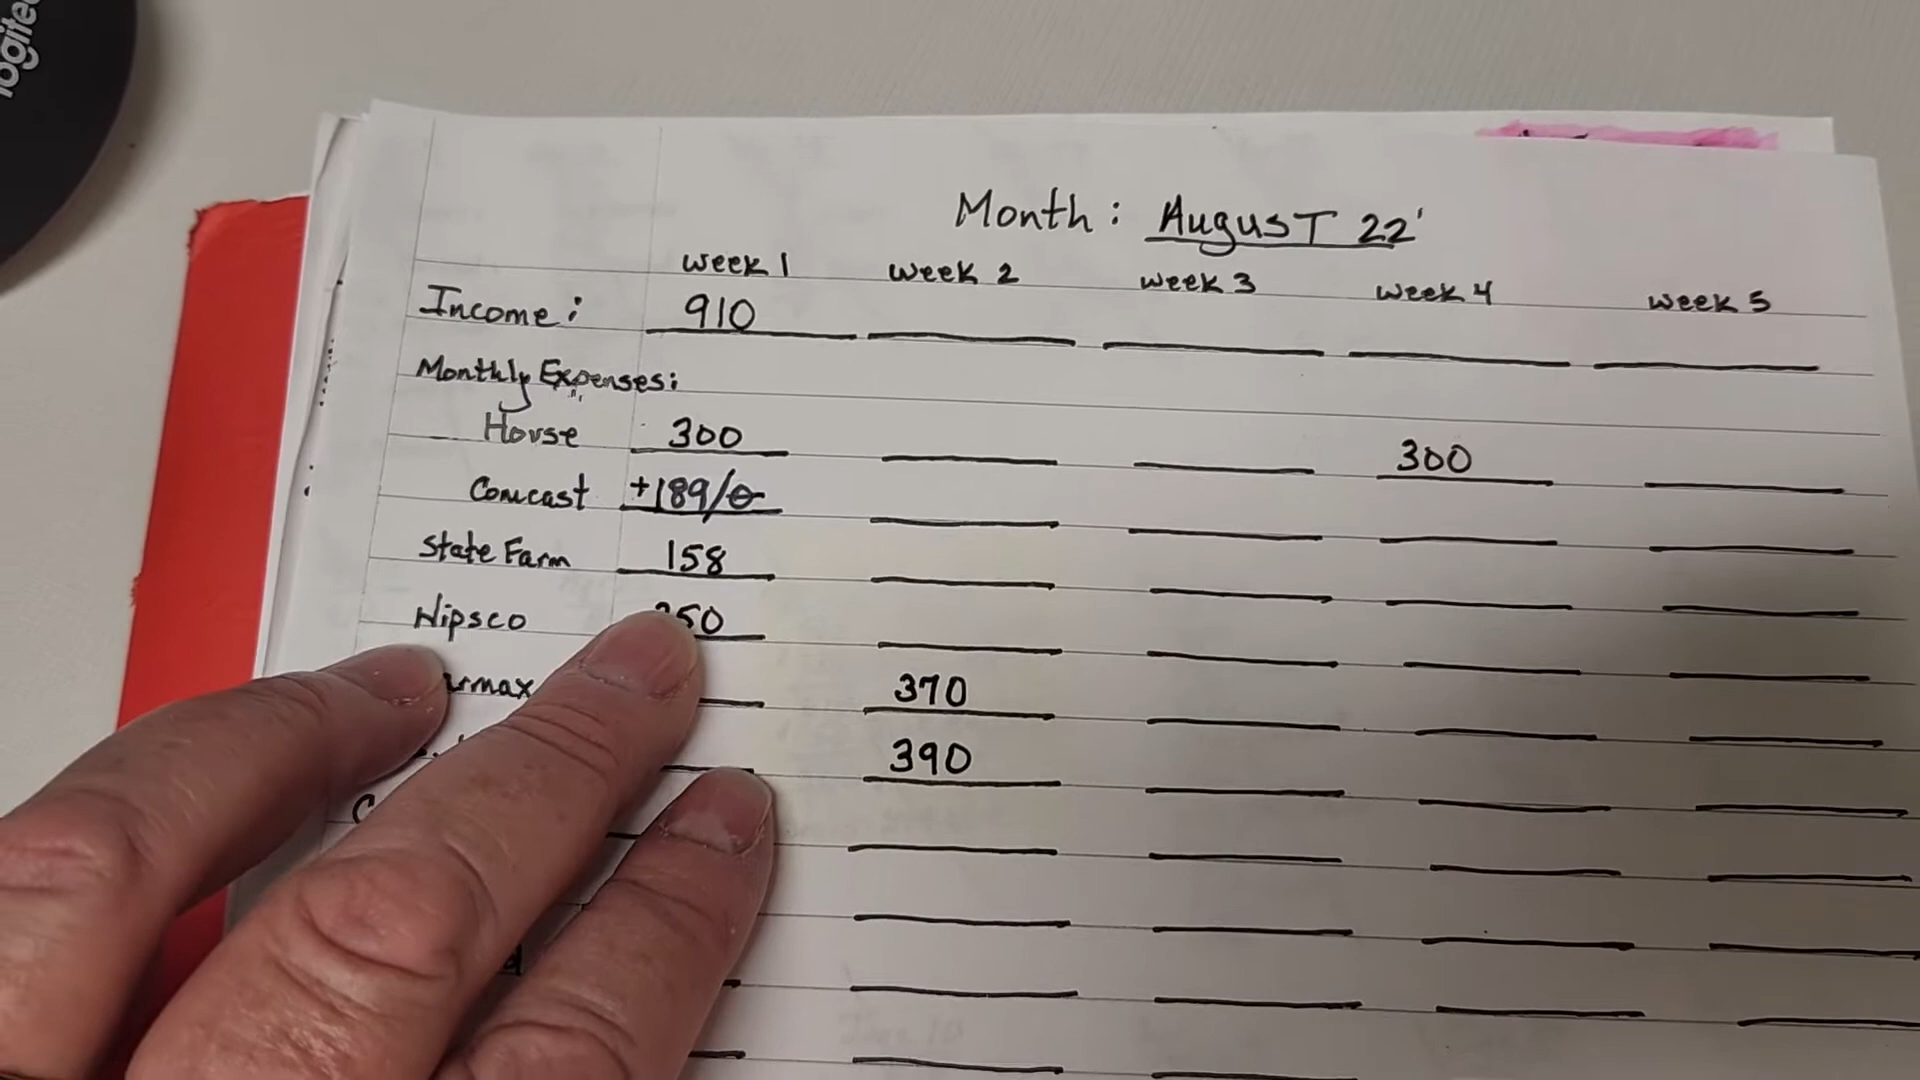 Month: August 22'
week 1 week 2 week 3 week 4 week 5
Income: 910
Monthly Expenses:
House 300 300
Comcast +189/0
State Farm 158
Nipsco
370
390